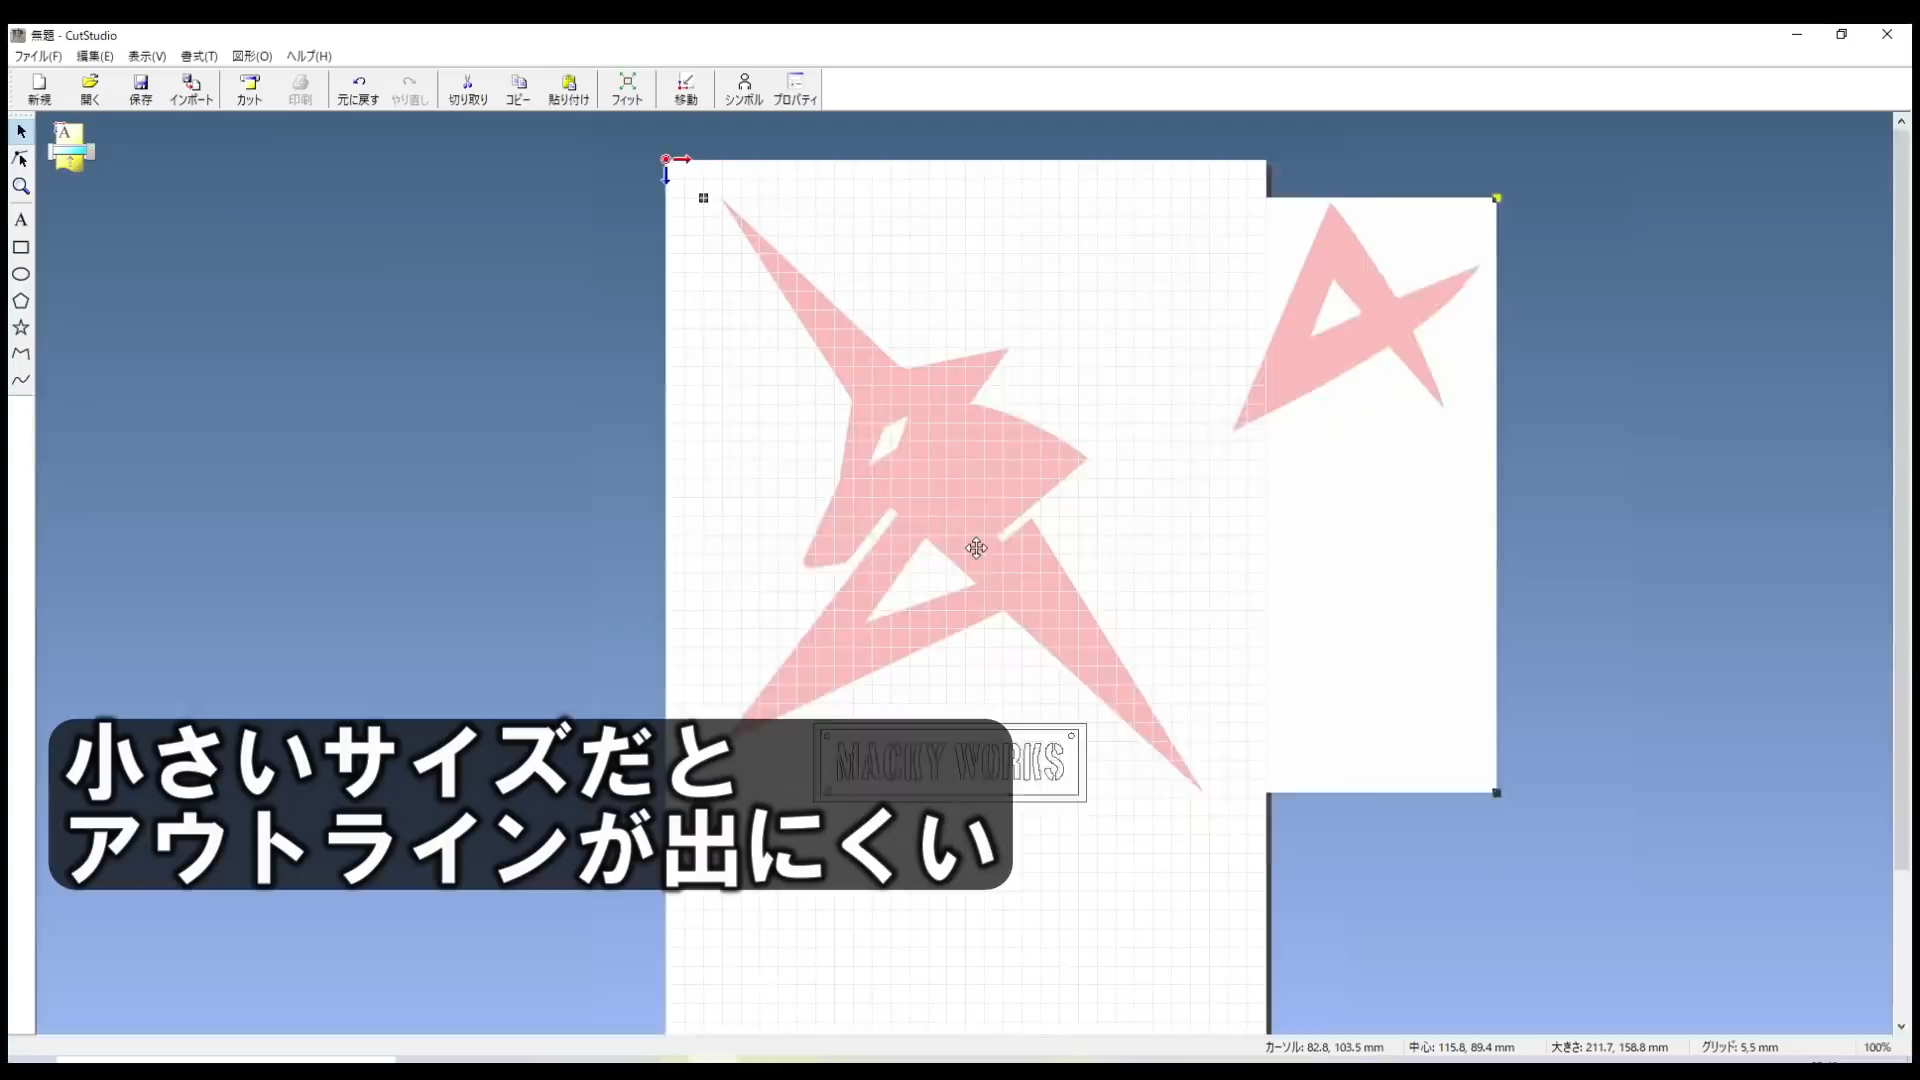 無題 - CutStudio
ファイル(F) 編集(E) 表示(V) 書式(T) 図形(O) ヘルプ(H)
新規 開く 保存 インポート カット 印刷 元に戻す やり直し 切り取り コピー 貼り付け フィット 移動 シンボル プロパティ
A
A
MACKY WORKS
小さいサイズだと
アウトラインが出にくい
カーソル: 82.8, 103.5 mm 中心: 115.8, 89.4 mm 大きさ: 211.7, 158.8 mm グリッド: 5,5 mm 100%